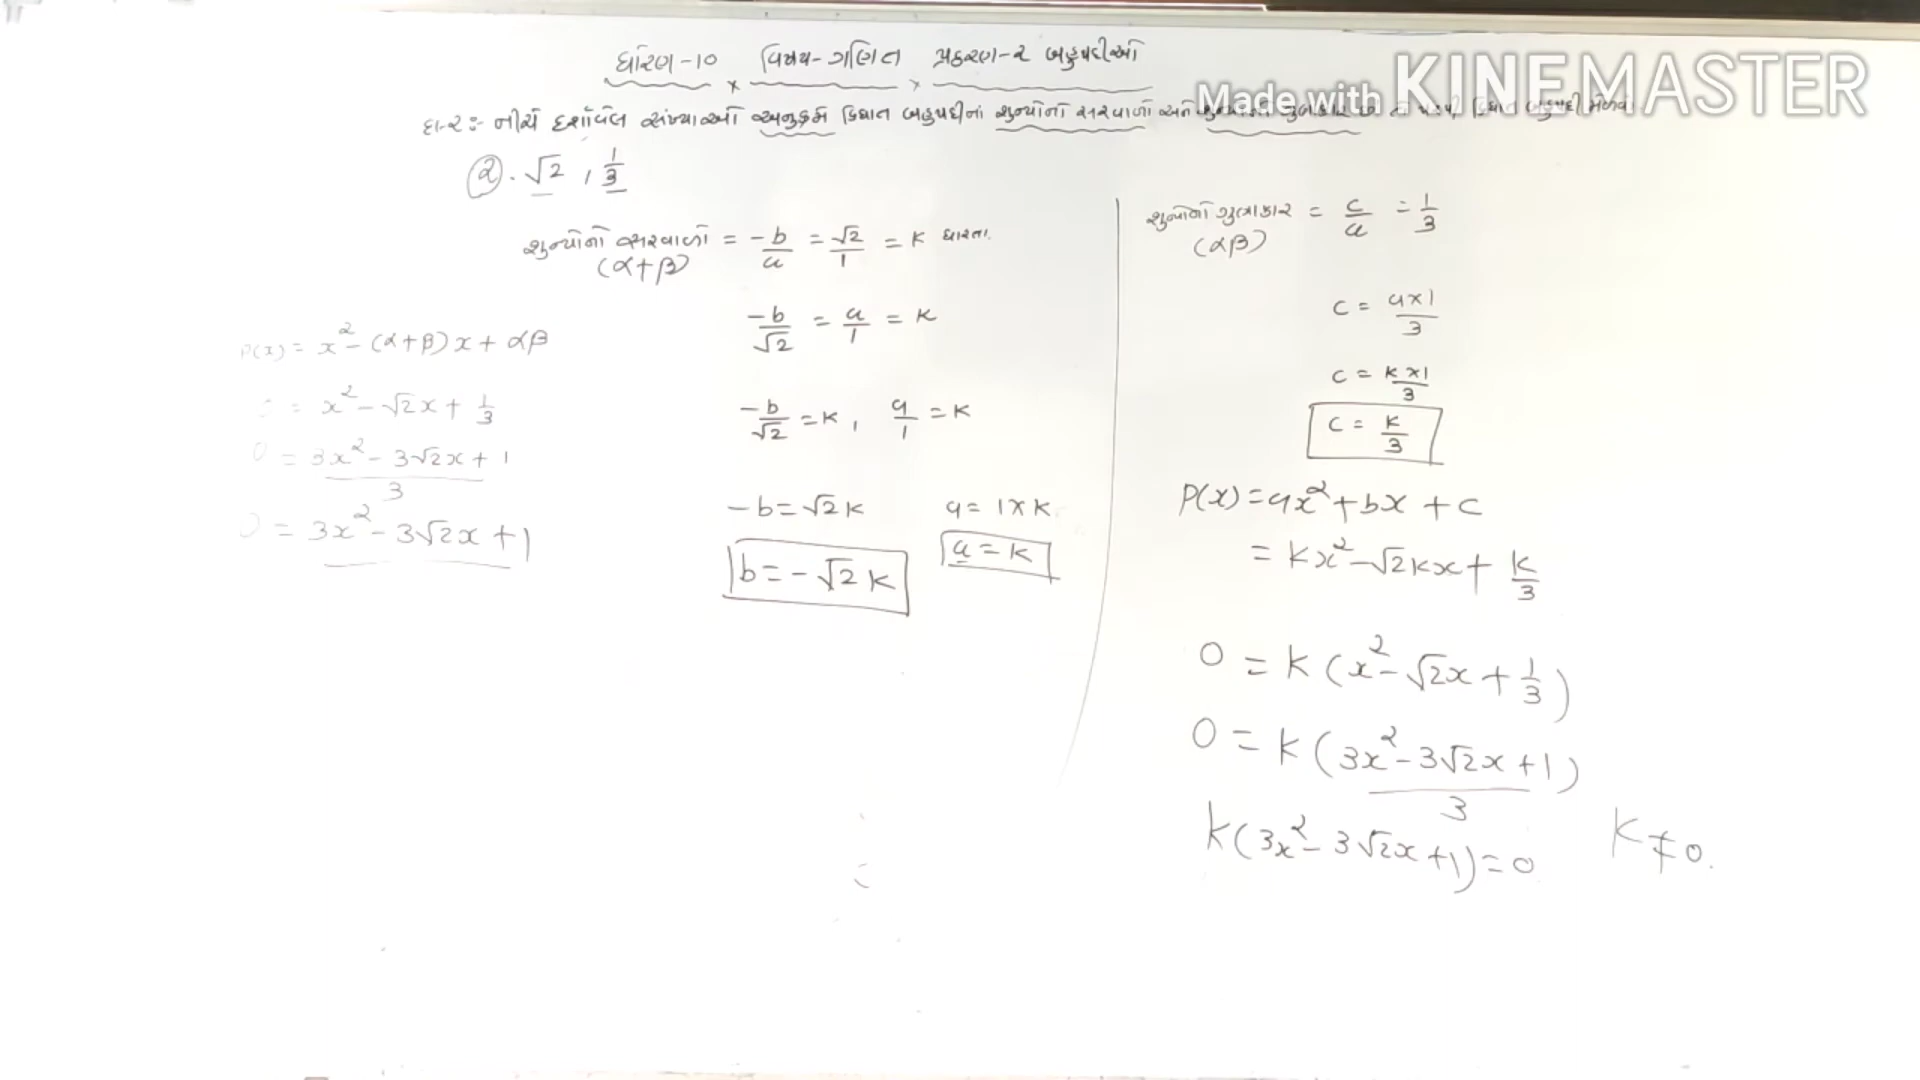 ધોરણ-૧૦ વિષય-ગણિત પ્રકરણ-૨ બહુપદીઓ
Made with KINEMASTER
દા-૨:- નીચે દર્શાવેલ સંખ્યાઓ અનુક્રમે દ્વિઘાત બહુપદીનાં શૂન્યોનો સરવાળો અને
②. √2 , 1/3
શૂન્યોનો સરવાળો = -b/a = √2/1 = k ધારતા.
(α+β)
-b/√2 = a/1 = k
-b/√2 = k, a/1 = k
-b = √2 k a = 1 x k
b = -√2 k a = k
P(x) = x² - (α+β)x + αβ
= x² - √2x + 1/3
0 = 3x² - 3√2x + 1 / 3
0 = 3x² - 3√2x + 1
શૂન્યોનો ગુણાકાર = c/a = 1/3
(αβ)
c = a x 1 / 3
c = k x 1 / 3
c = k/3
P(x) = ax² + bx + c
= kx² - √2kx + k/3
0 = k (x² - √2x + 1/3)
0 = k (3x² - 3√2x + 1) / 3
k (3x² - 3√2x + 1) = 0 k ≠ 0.